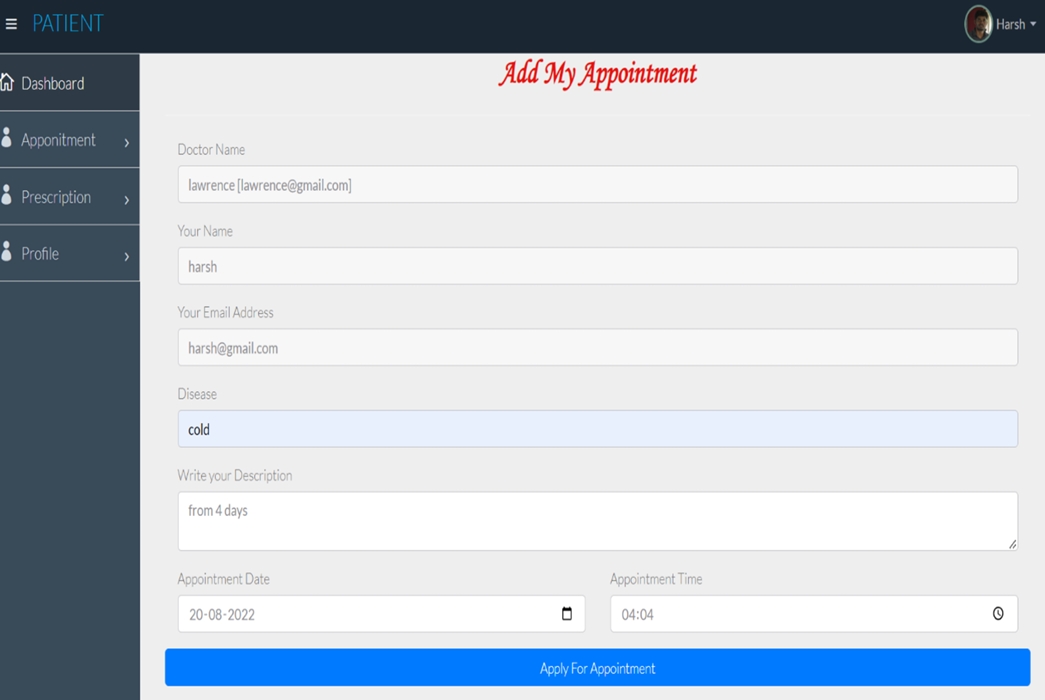 PATIENT
Harsh
Dashboard
Apponitment
Prescription
Profile
Add My Appointment
Doctor Name
lawrence [lawrence@gmail.com]
Your Name
harsh
Your Email Address
harsh@gmail.com
Disease
cold
Write your Description
from 4 days
Appointment Date
Appointment Time
20-08-2022
04:04
Apply For Appointment